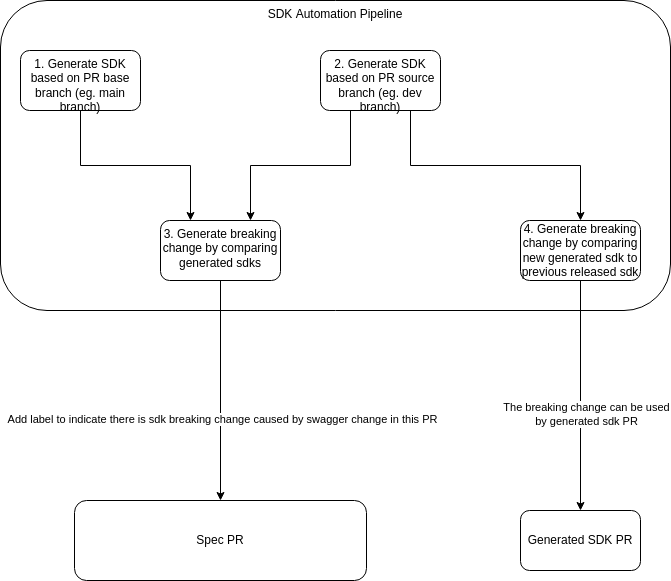 SDK Automation Pipeline
1. Generate SDK
based on PR base
branch (eg. main
branch)
2. Generate SDK
based on PR source
branch (eg. dev
branch)
3. Generate breaking
change by comparing
generated sdks
4. Generate breaking
change by comparing
new generated sdk to
previous released sdk
Add label to indicate there is sdk breaking change caused by swagger change in this PR
The breaking change can be used
by generated sdk PR
Spec PR
Generated SDK PR